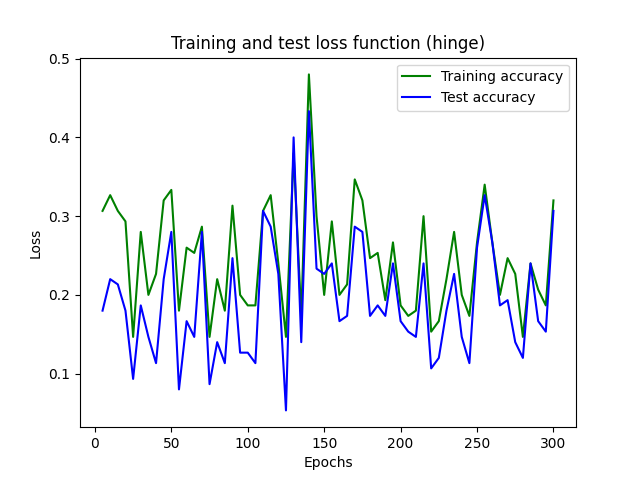 Training and test loss function (hinge)
Training accuracy
Test accuracy
0.5
0.4
0.3
0.2
0.1
Loss
0
50
100
150
200
250
300
Epochs